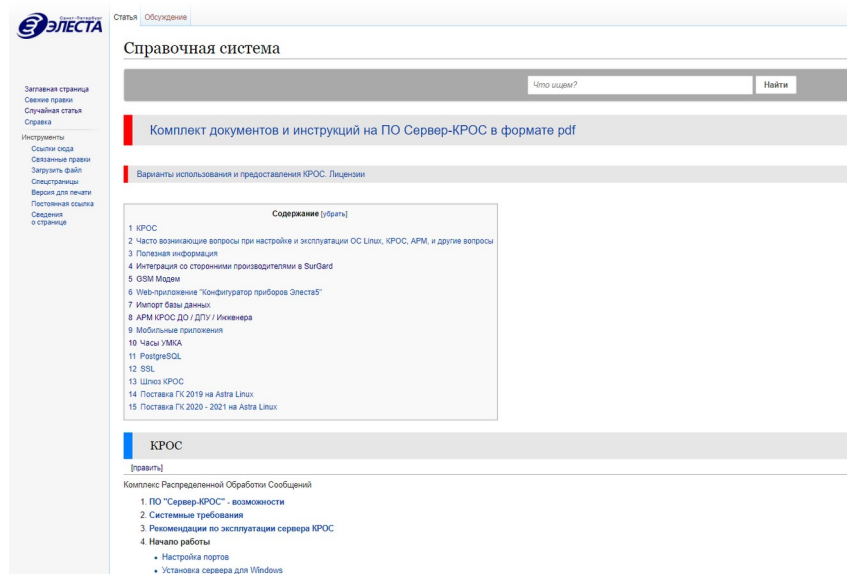 Санкт-Петербург
ЭЛЕСТА
Статья Обсуждение
Справочная система
Что ищем? Найти
Заглавная страница
Свежие правки
Случайная статья
Справка
Инструменты
Ссылки сюда
Связанные правки
Загрузить файл
Спецстраницы
Версия для печати
Постоянная ссылка
Сведения
о странице
Комплект документов и инструкций на ПО Сервер-КРОС в формате pdf
Варианты использования и предоставления КРОС. Лицензии
Содержание [убрать]
1 КРОС
2 Часто возникающие вопросы при настройке и эксплуатации ОС Linux, КРОС, АРМ, и другие вопросы
3 Полезная информация
4 Интеграция со сторонними производителями в SurGard
5 GSM Модем
6 Web-приложение "Конфигуратор приборов Элеста5"
7 Импорт базы данных
8 АРМ КРОС ДО / ДПУ / Инженера
9 Мобильные приложения
10 Часы УМКА
11 PostgreSQL
12 SSL
13 Шлюз КРОС
14 Поставка ГК 2019 на Astra Linux
15 Поставка ГК 2020 - 2021 на Astra Linux
КРОС
[править]
Комплекс Распределенной Обработки Сообщений
1. ПО "Сервер-КРОС" - возможности
2. Системные требования
3. Рекомендации по эксплуатации сервера КРОС
4. Начало работы
• Настройка портов
• Установка сервера для Windows